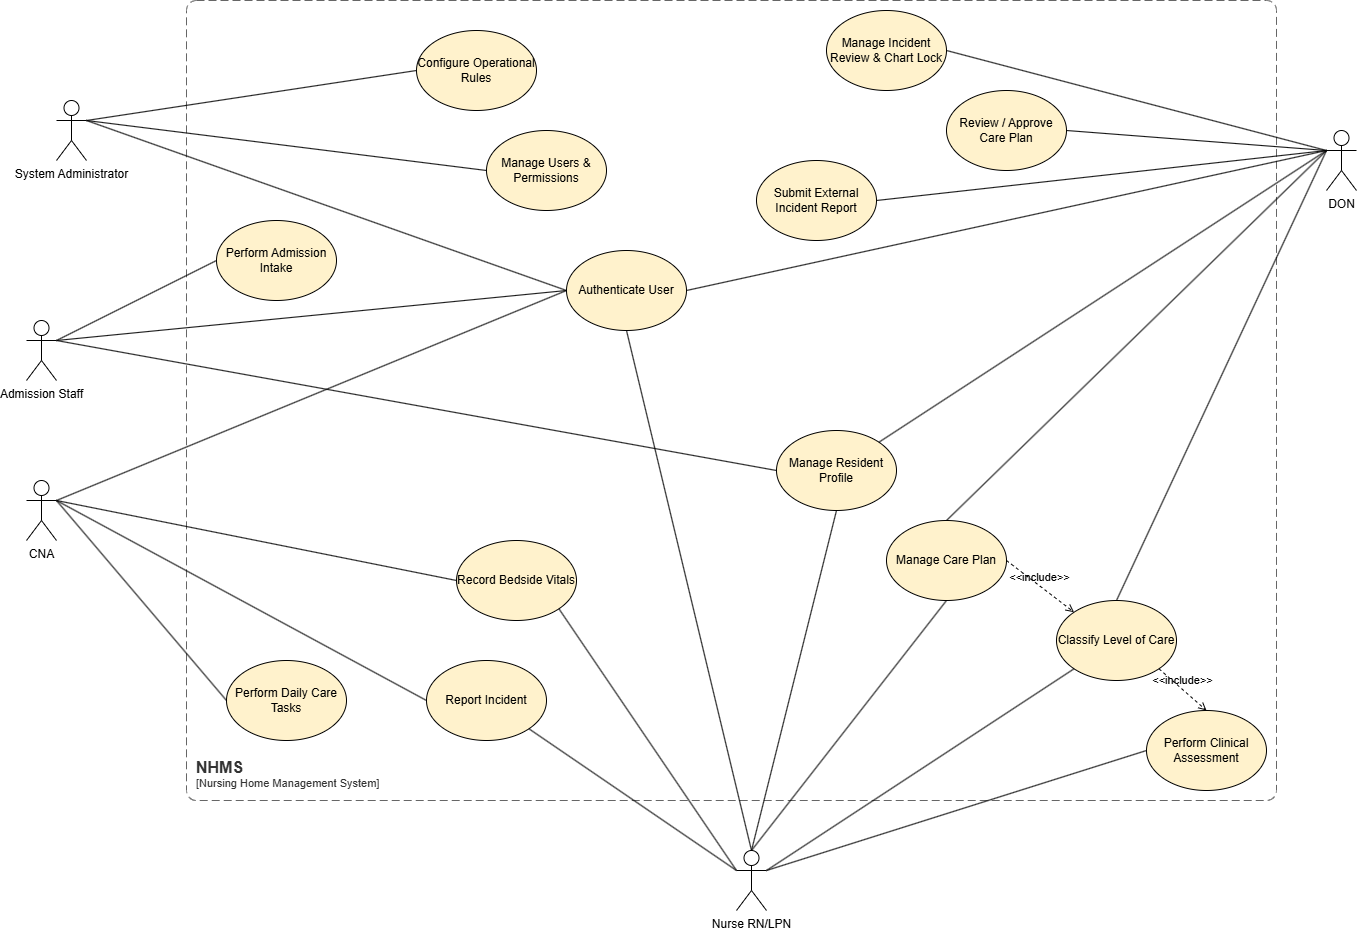 Manage Incident
Review & Chart Lock
Configure Operational
Rules
Review / Approve
Care Plan
System Administrator
Manage Users &
Permissions
Submit External
Incident Report
DON
Perform Admission
Intake
Authenticate User
Admission Staff
Manage Resident
Profile
CNA
Record Bedside Vitals
Manage Care Plan
<<include>>
Classify Level of Care
<<include>>
Perform Daily Care
Tasks
Report Incident
Perform Clinical
Assessment
NHMS
[Nursing Home Management System]
Nurse RN/LPN